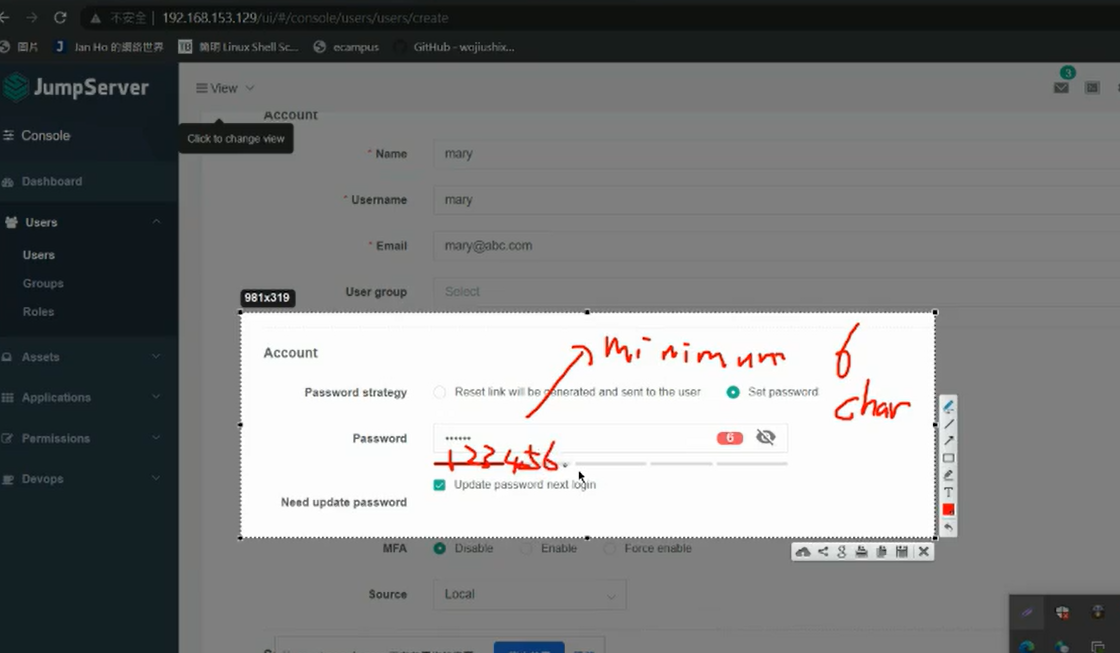 不安全 | 192.168.153.129/ui/#/console/users/users/create
圖片 Jan Ho 的網絡世界 簡明 Linux Shell Sc... ecampus GitHub - wojiushix...
JumpServer
View
3
Console
Click to change view
Account
Name mary
Dashboard
Username mary
Users
Email mary@abc.com
Users
Groups
User group Select
Roles
981x319
minimum 6
char
Account
Assets
Password strategy Reset link will be generated and sent to the user Set password
Applications
Password •••••• 6
123456.
Permissions
Update password next login
Devops
Need update password
MFA Disable Enable Force enable
Source Local